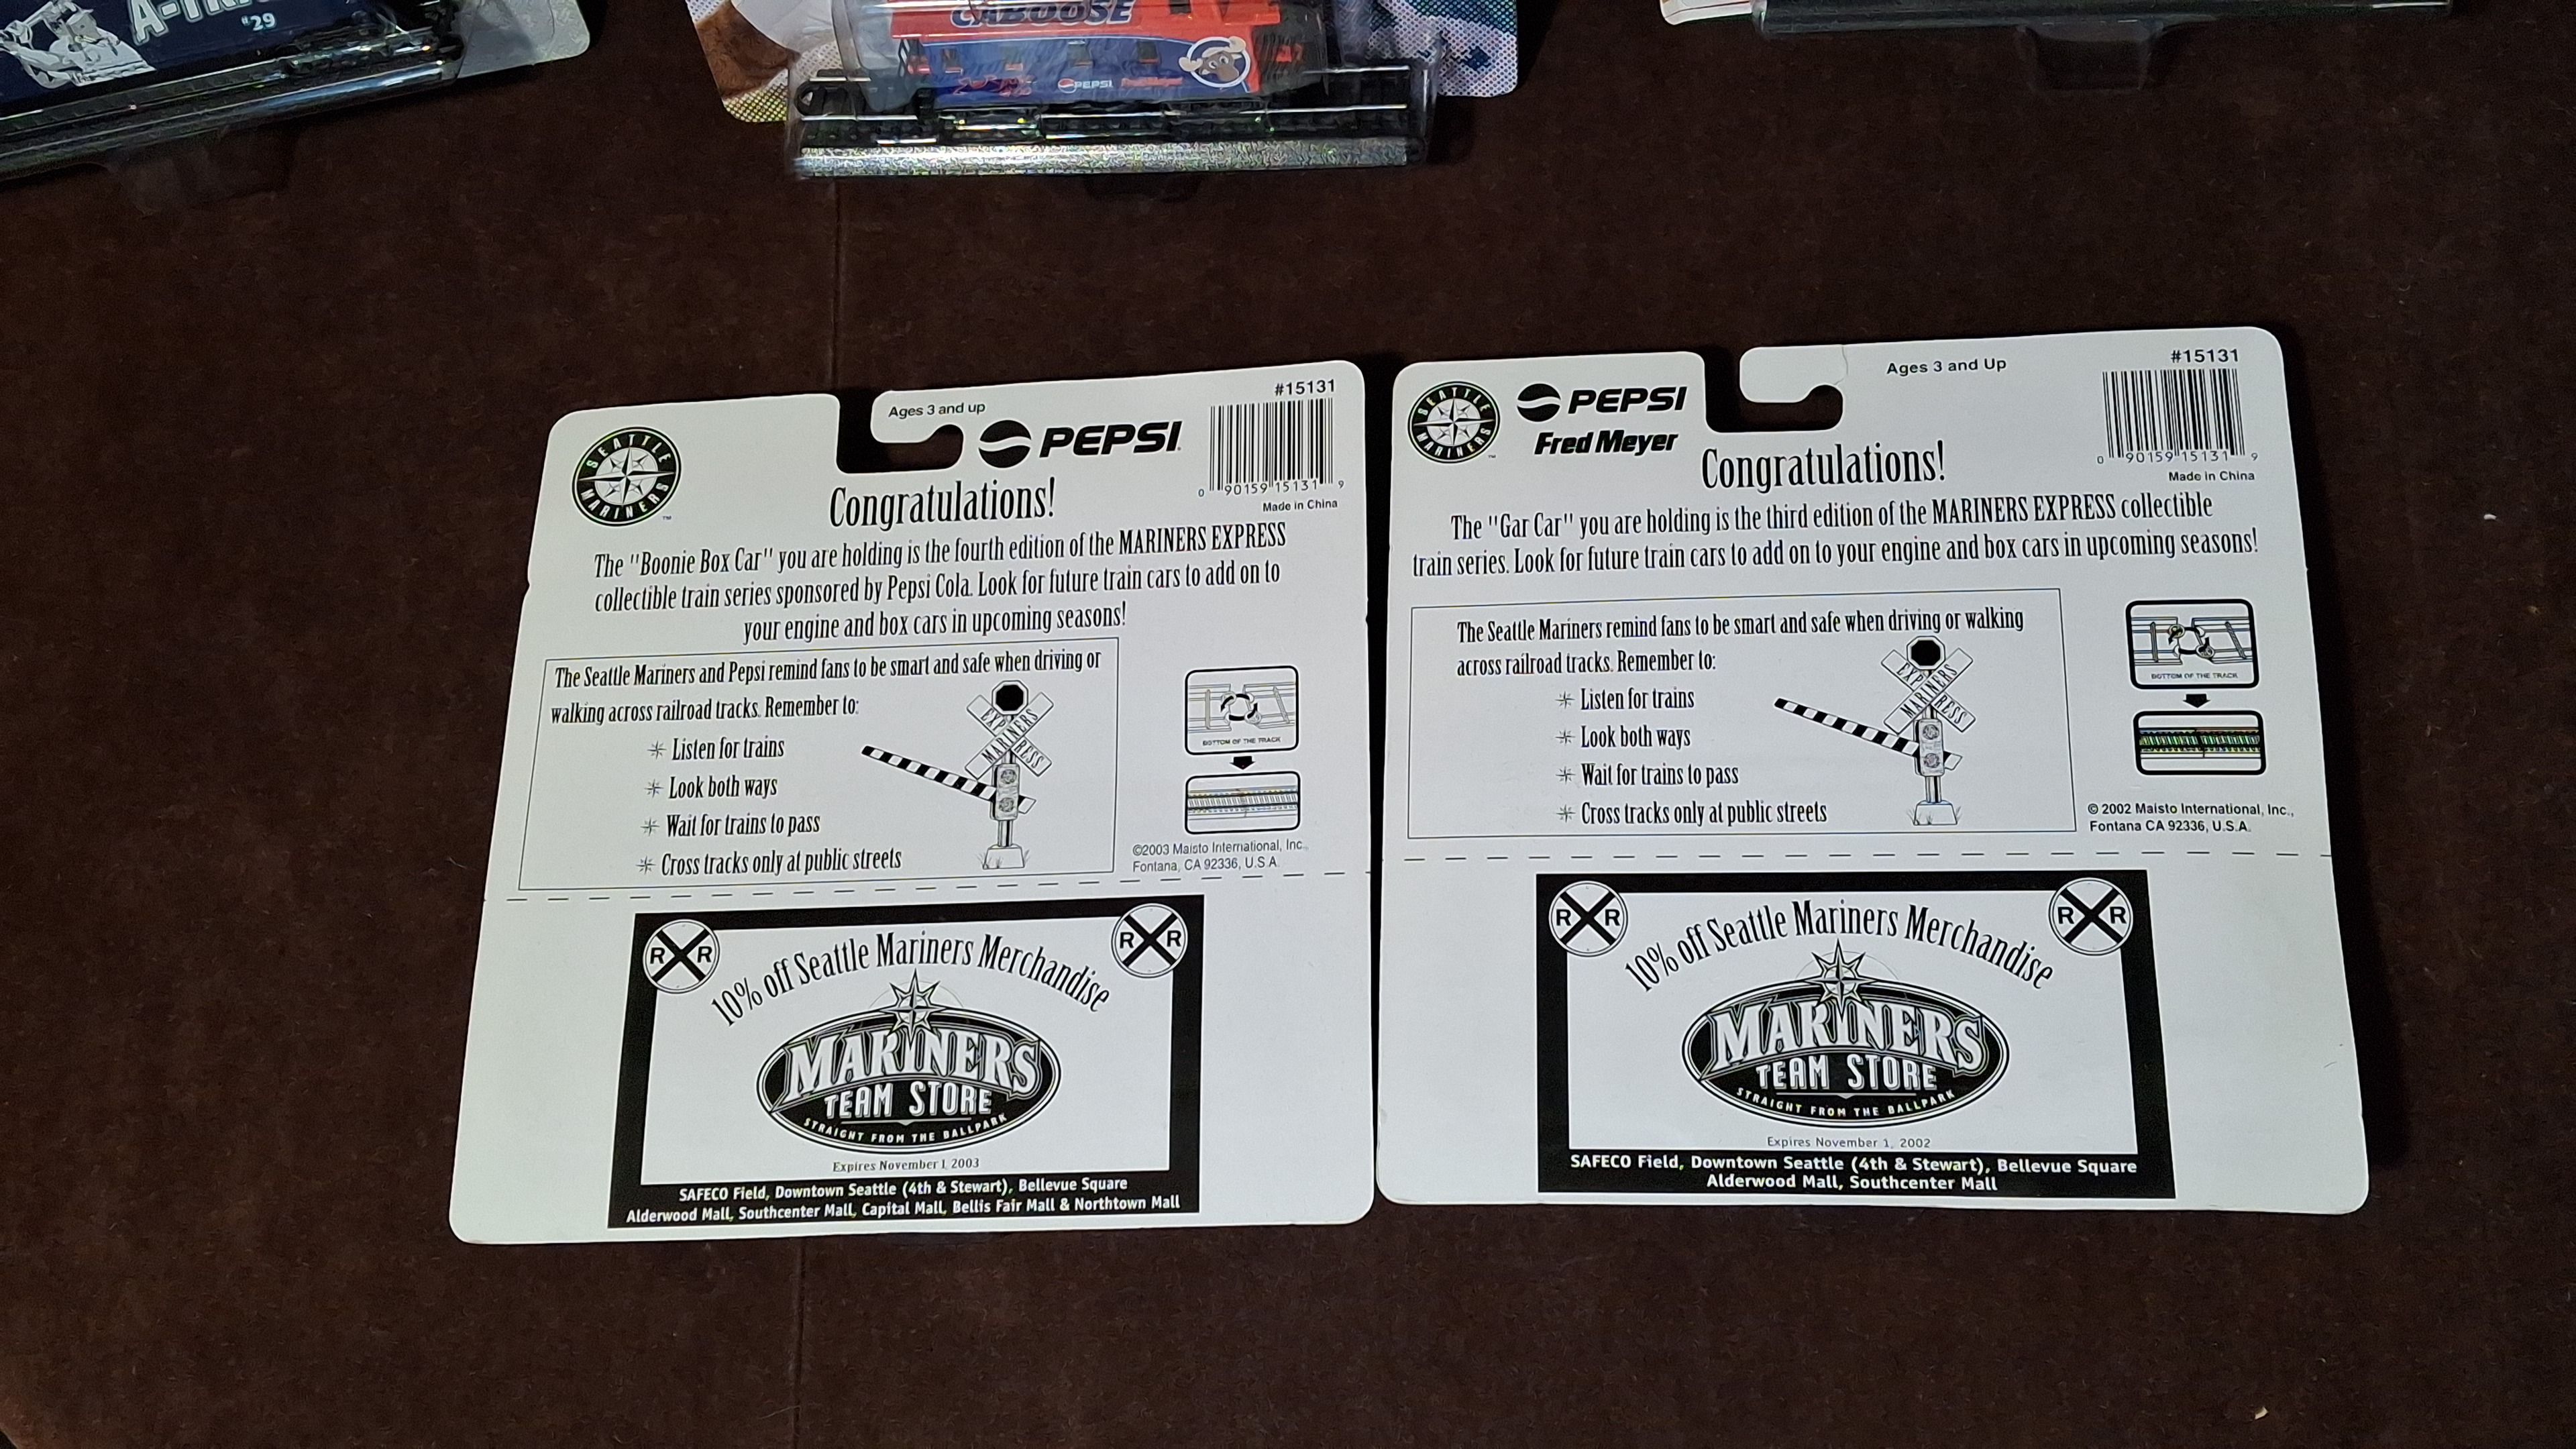 #29
CABOOSE
PEPSI
Fred Meyer
SEATTLE
MARINERS
™
Ages 3 and up
PEPSI
#15131
0 90159 15131 9
Made in China
Congratulations!
The "Boonie Box Car" you are holding is the fourth edition of the MARINERS EXPRESS
collectible train series sponsored by Pepsi Cola. Look for future train cars to add on to
your engine and box cars in upcoming seasons!
The Seattle Mariners and Pepsi remind fans to be smart and safe when driving or
walking across railroad tracks. Remember to:
Listen for trains
Look both ways
Wait for trains to pass
Cross tracks only at public streets
MARINERS
EXPRESS
BOTTOM OF THE TRACK
©2003 Maisto International, Inc.
Fontana, CA 92336, U.S.A.
R R
R R
10% off Seattle Mariners Merchandise
MARINERS
TEAM STORE
STRAIGHT FROM THE BALLPARK
Expires November 1, 2003
SAFECO Field, Downtown Seattle (4th & Stewart), Bellevue Square
Alderwood Mall, Southcenter Mall, Capital Mall, Bellis Fair Mall & Northtown Mall
SEATTLE
MARINERS
™
PEPSI
Fred Meyer
Ages 3 and Up
#15131
0 90159 15131 9
Made in China
Congratulations!
The "Gar Car" you are holding is the third edition of the MARINERS EXPRESS collectible
train series. Look for future train cars to add on to your engine and box cars in upcoming seasons!
The Seattle Mariners remind fans to be smart and safe when driving or walking
across railroad tracks. Remember to:
Listen for trains
Look both ways
Wait for trains to pass
Cross tracks only at public streets
MARINERS
EXPRESS
BOTTOM OF THE TRACK
© 2002 Maisto International, Inc.,
Fontana CA 92336, U.S.A.
R R
R R
10% off Seattle Mariners Merchandise
MARINERS
TEAM STORE
STRAIGHT FROM THE BALLPARK
Expires November 1, 2002
SAFECO Field, Downtown Seattle (4th & Stewart), Bellevue Square
Alderwood Mall, Southcenter Mall